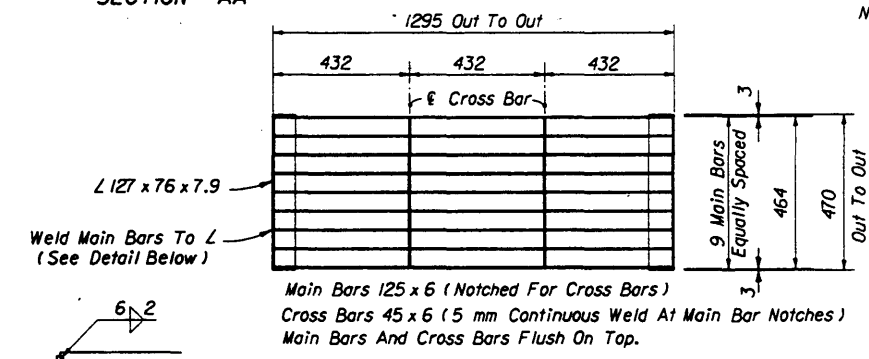 SECTION AA
N
1295 Out To Out
432 432 432
℄ Cross Bar
3
∠ 127 x 76 x 7.9
9 Main Bars
Equally Spaced
464
470
Out To Out
Weld Main Bars To ∠
(See Detail Below)
3
Main Bars 125 x 6 (Notched For Cross Bars)
Cross Bars 45 x 6 (5 mm Continuous Weld At Main Bar Notches)
Main Bars And Cross Bars Flush On Top.
6 2